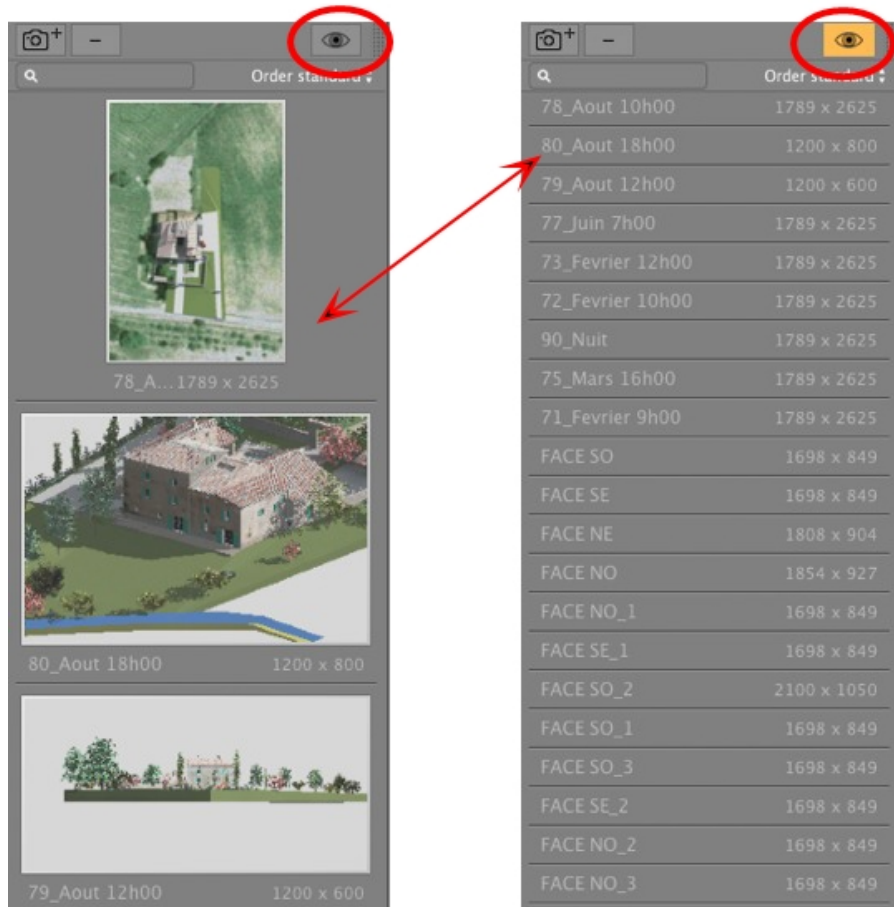 Order standard
78_A... 1789 x 2625
80_Aout 18h00 1200 x 800
79_Aout 12h00 1200 x 600
Order standard
78_Aout 10h00 1789 x 2625
80_Aout 18h00 1200 x 800
79_Aout 12h00 1200 x 600
77_Juin 7h00 1789 x 2625
73_Fevrier 12h00 1789 x 2625
72_Fevrier 10h00 1789 x 2625
90_Nuit 1789 x 2625
75_Mars 16h00 1789 x 2625
71_Fevrier 9h00 1789 x 2625
FACE SO 1698 x 849
FACE SE 1698 x 849
FACE NE 1808 x 904
FACE NO 1854 x 927
FACE NO_1 1698 x 849
FACE SE_1 1698 x 849
FACE SO_2 2100 x 1050
FACE SO_1 1698 x 849
FACE SO_3 1698 x 849
FACE SE_2 1698 x 849
FACE NO_2 1698 x 849
FACE NO_3 1698 x 849